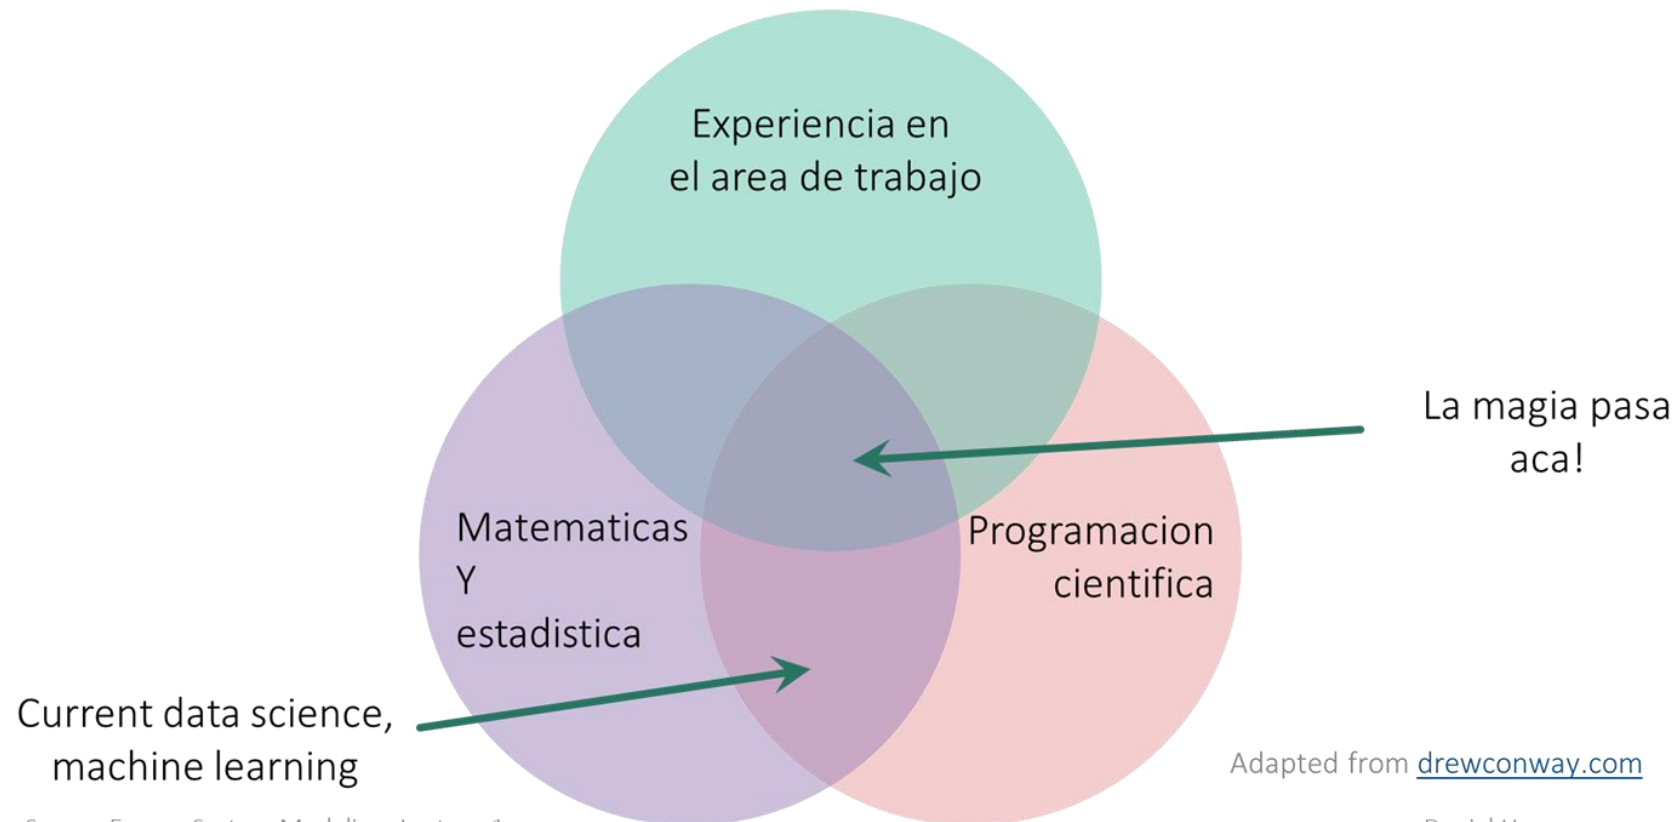 Experiencia en
el area de trabajo
La magia pasa
aca!
Matematicas
Y
estadistica
Programacion
cientifica
Current data science,
machine learning
Adapted from drewconway.com